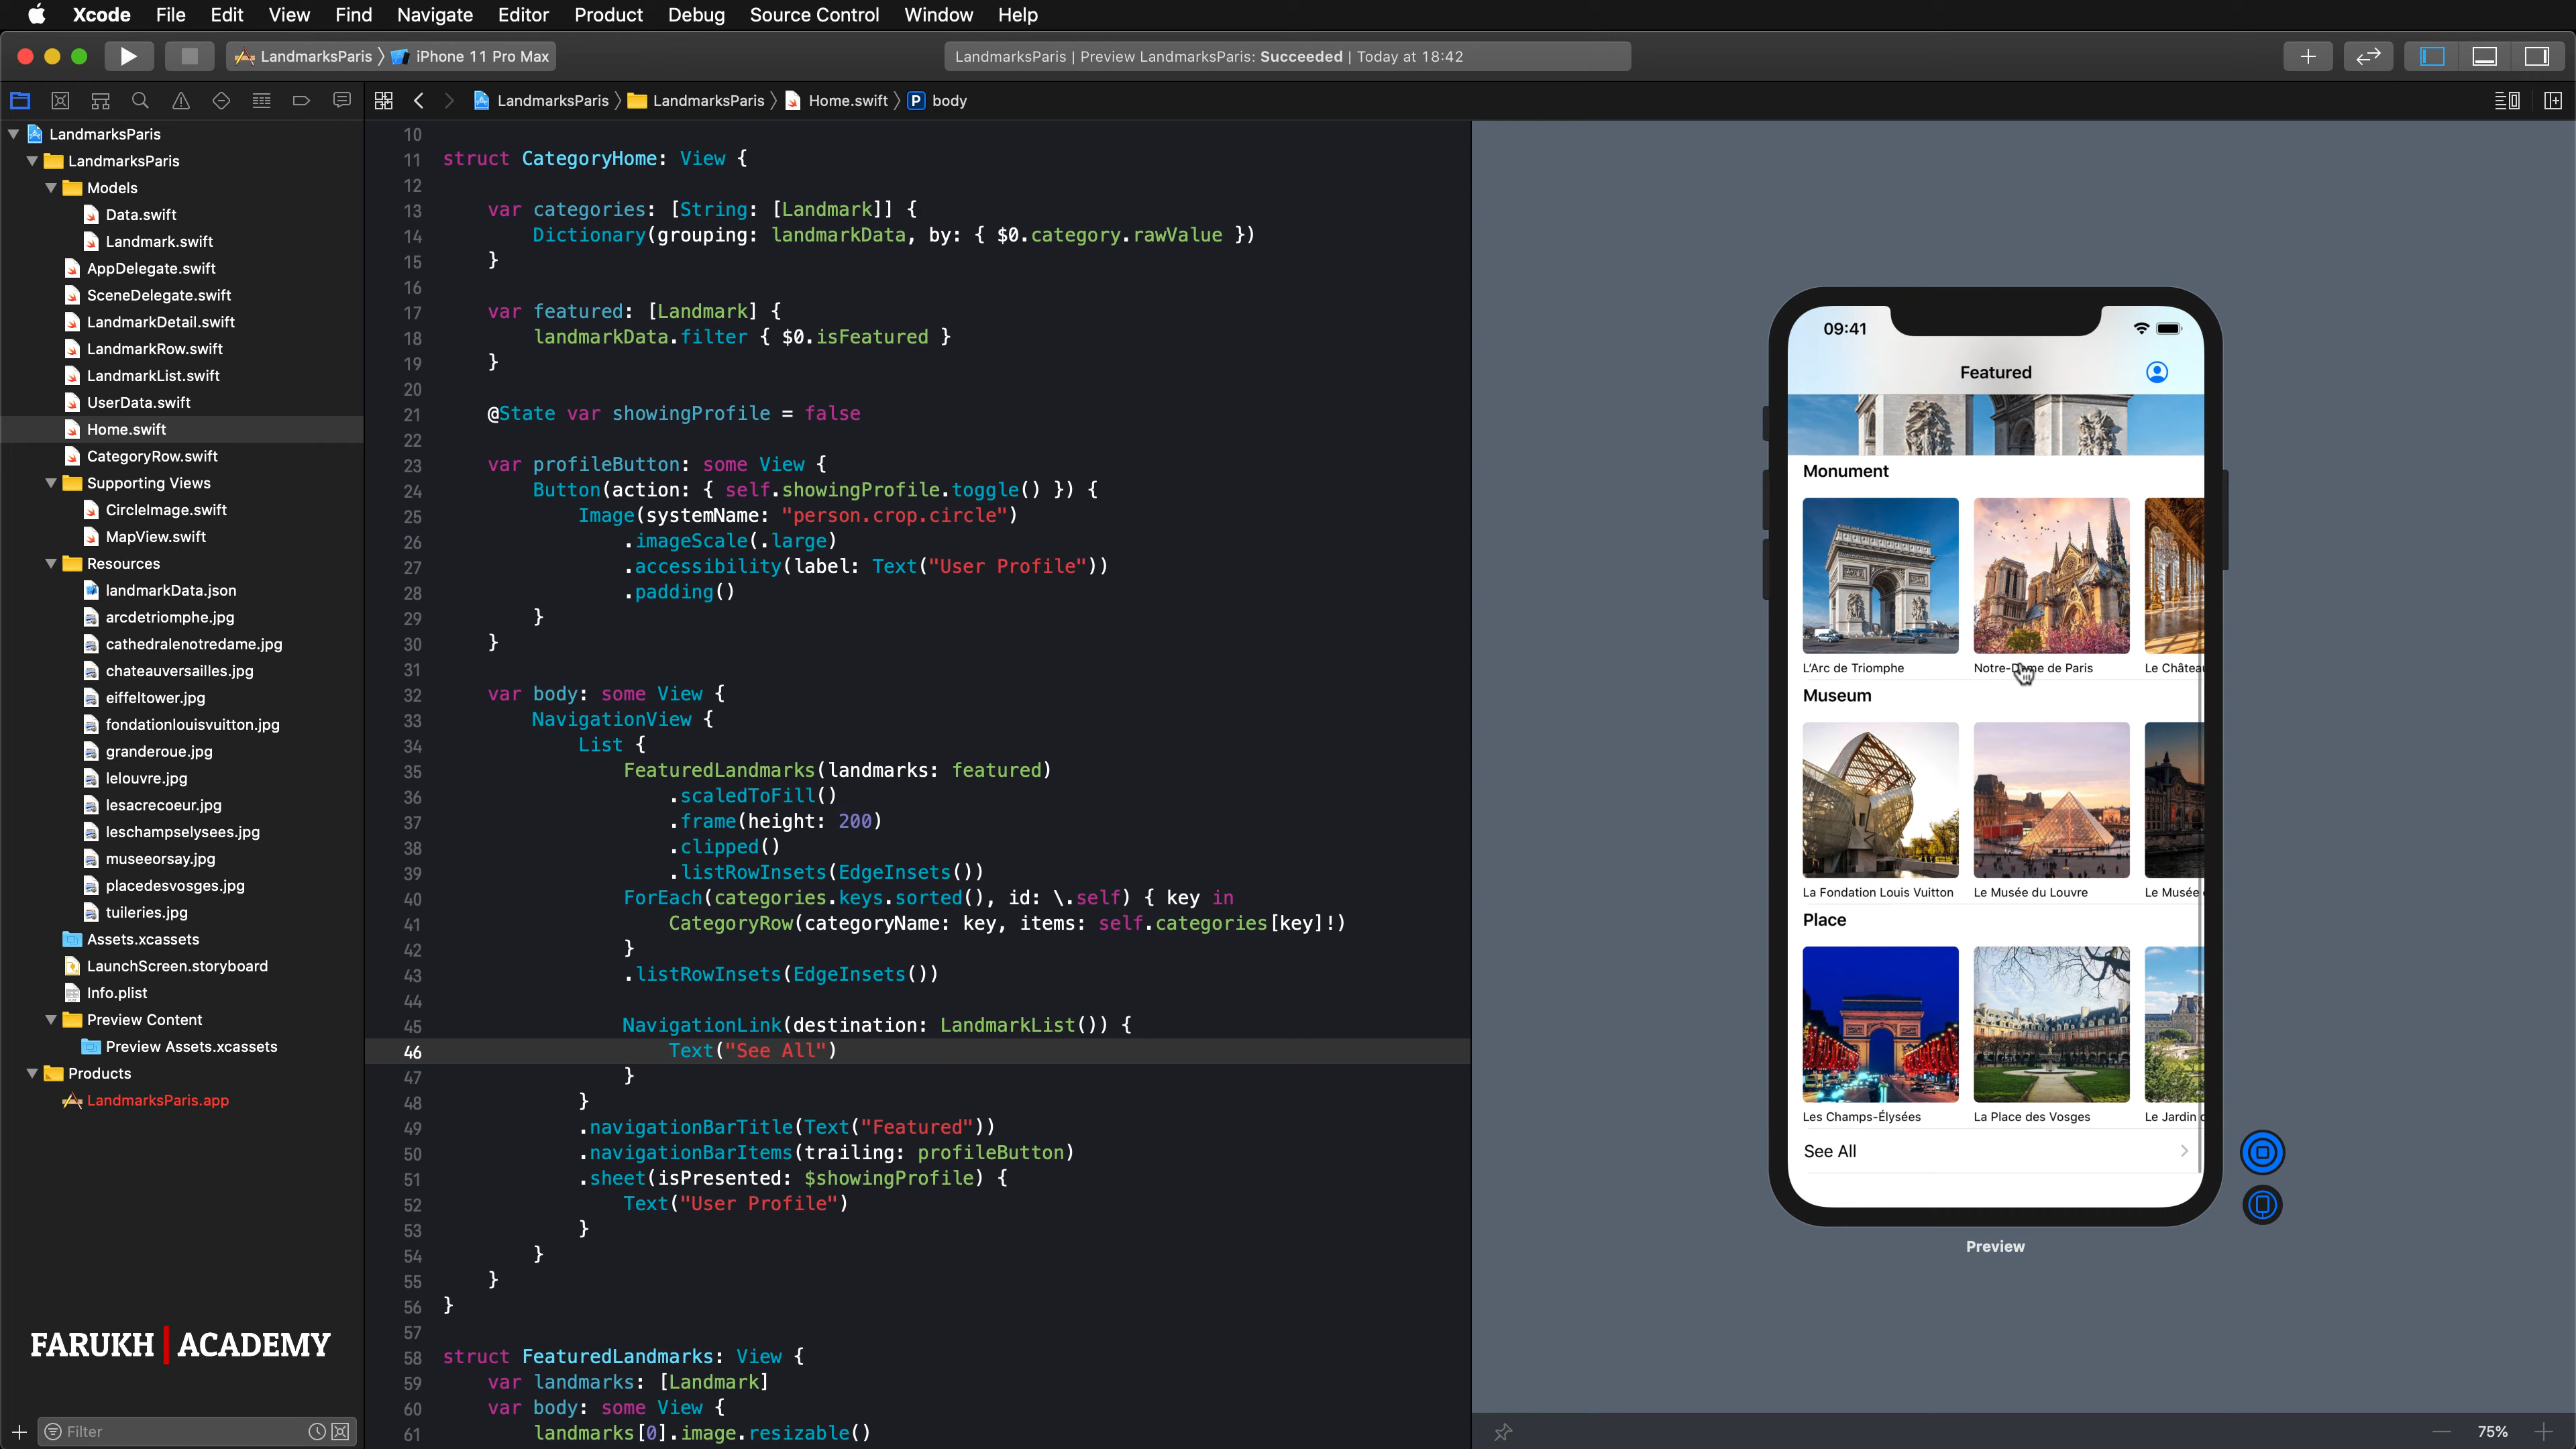 Xcode File Edit View Find Navigate Editor Product Debug Source Control Window Help
LandmarksParis iPhone 11 Pro Max
LandmarksParis | Preview LandmarksParis: Succeeded | Today at 18:42
LandmarksParis LandmarksParis Home.swift P body
LandmarksParis
LandmarksParis
Models
Data.swift
Landmark.swift
AppDelegate.swift
SceneDelegate.swift
LandmarkDetail.swift
LandmarkRow.swift
LandmarkList.swift
UserData.swift
Home.swift
CategoryRow.swift
Supporting Views
CircleImage.swift
MapView.swift
Resources
landmarkData.json
arcdetriomphe.jpg
cathedralenotredame.jpg
chateauversailles.jpg
eiffeltower.jpg
fondationlouisvuitton.jpg
granderoue.jpg
lelouvre.jpg
lesacrecoeur.jpg
leschampselysees.jpg
museeorsay.jpg
placedesvosges.jpg
tuileries.jpg
Assets.xcassets
LaunchScreen.storyboard
Info.plist
Preview Content
Preview Assets.xcassets
Products
LandmarksParis.app
FARUKH | ACADEMY
Filter
10
11 struct CategoryHome: View {
12
13 var categories: [String: [Landmark]] {
14 Dictionary(grouping: landmarkData, by: { $0.category.rawValue })
15 }
16
17 var featured: [Landmark] {
18 landmarkData.filter { $0.isFeatured }
19 }
20
21 @State var showingProfile = false
22
23 var profileButton: some View {
24 Button(action: { self.showingProfile.toggle() }) {
25 Image(systemName: "person.crop.circle")
26 .imageScale(.large)
27 .accessibility(label: Text("User Profile"))
28 .padding()
29 }
30 }
31
32 var body: some View {
33 NavigationView {
34 List {
35 FeaturedLandmarks(landmarks: featured)
36 .scaledToFill()
37 .frame(height: 200)
38 .clipped()
39 .listRowInsets(EdgeInsets())
40 ForEach(categories.keys.sorted(), id: \.self) { key in
41 CategoryRow(categoryName: key, items: self.categories[key]!)
42 }
43 .listRowInsets(EdgeInsets())
44
45 NavigationLink(destination: LandmarkList()) {
46 Text("See All")
47 }
48 }
49 .navigationBarTitle(Text("Featured"))
50 .navigationBarItems(trailing: profileButton)
51 .sheet(isPresented: $showingProfile) {
52 Text("User Profile")
53 }
54 }
55 }
56 }
57
58 struct FeaturedLandmarks: View {
59 var landmarks: [Landmark]
60 var body: some View {
61 landmarks[0].image.resizable()
09:41
Featured
Monument
L'Arc de Triomphe Notre-Dame de Paris Le Château
Museum
La Fondation Louis Vuitton Le Musée du Louvre Le Musée
Place
Les Champs-Élysées La Place des Vosges Le Jardin
See All
Preview
75%